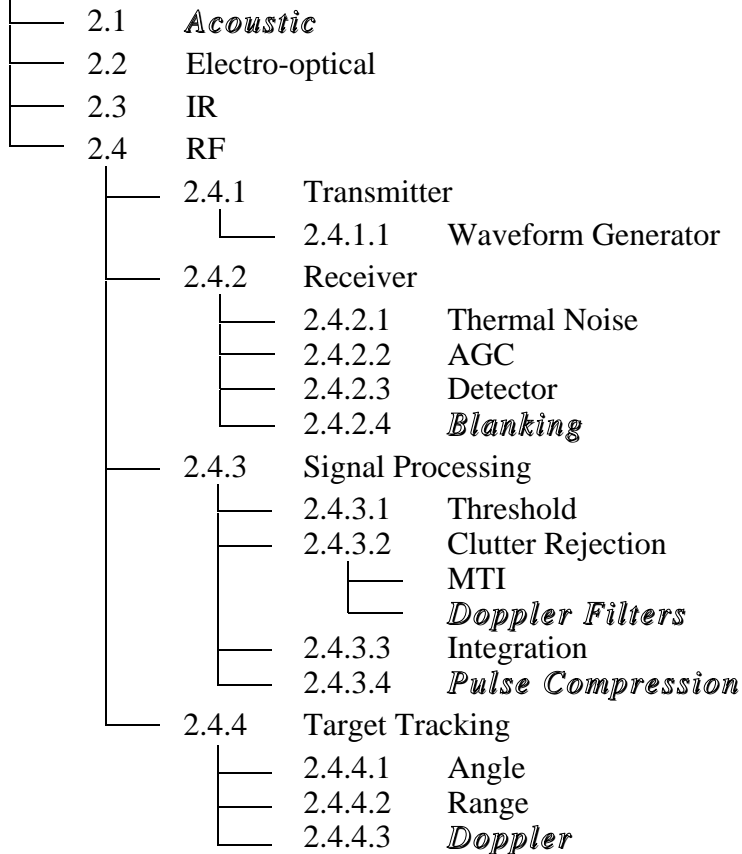 2.1 Acoustic
2.2 Electro-optical
2.3 IR
2.4 RF
2.4.1 Transmitter
2.4.1.1 Waveform Generator
2.4.2 Receiver
2.4.2.1 Thermal Noise
2.4.2.2 AGC
2.4.2.3 Detector
2.4.2.4 Blanking
2.4.3 Signal Processing
2.4.3.1 Threshold
2.4.3.2 Clutter Rejection
MTI
Doppler Filters
2.4.3.3 Integration
2.4.3.4 Pulse Compression
2.4.4 Target Tracking
2.4.4.1 Angle
2.4.4.2 Range
2.4.4.3 Doppler